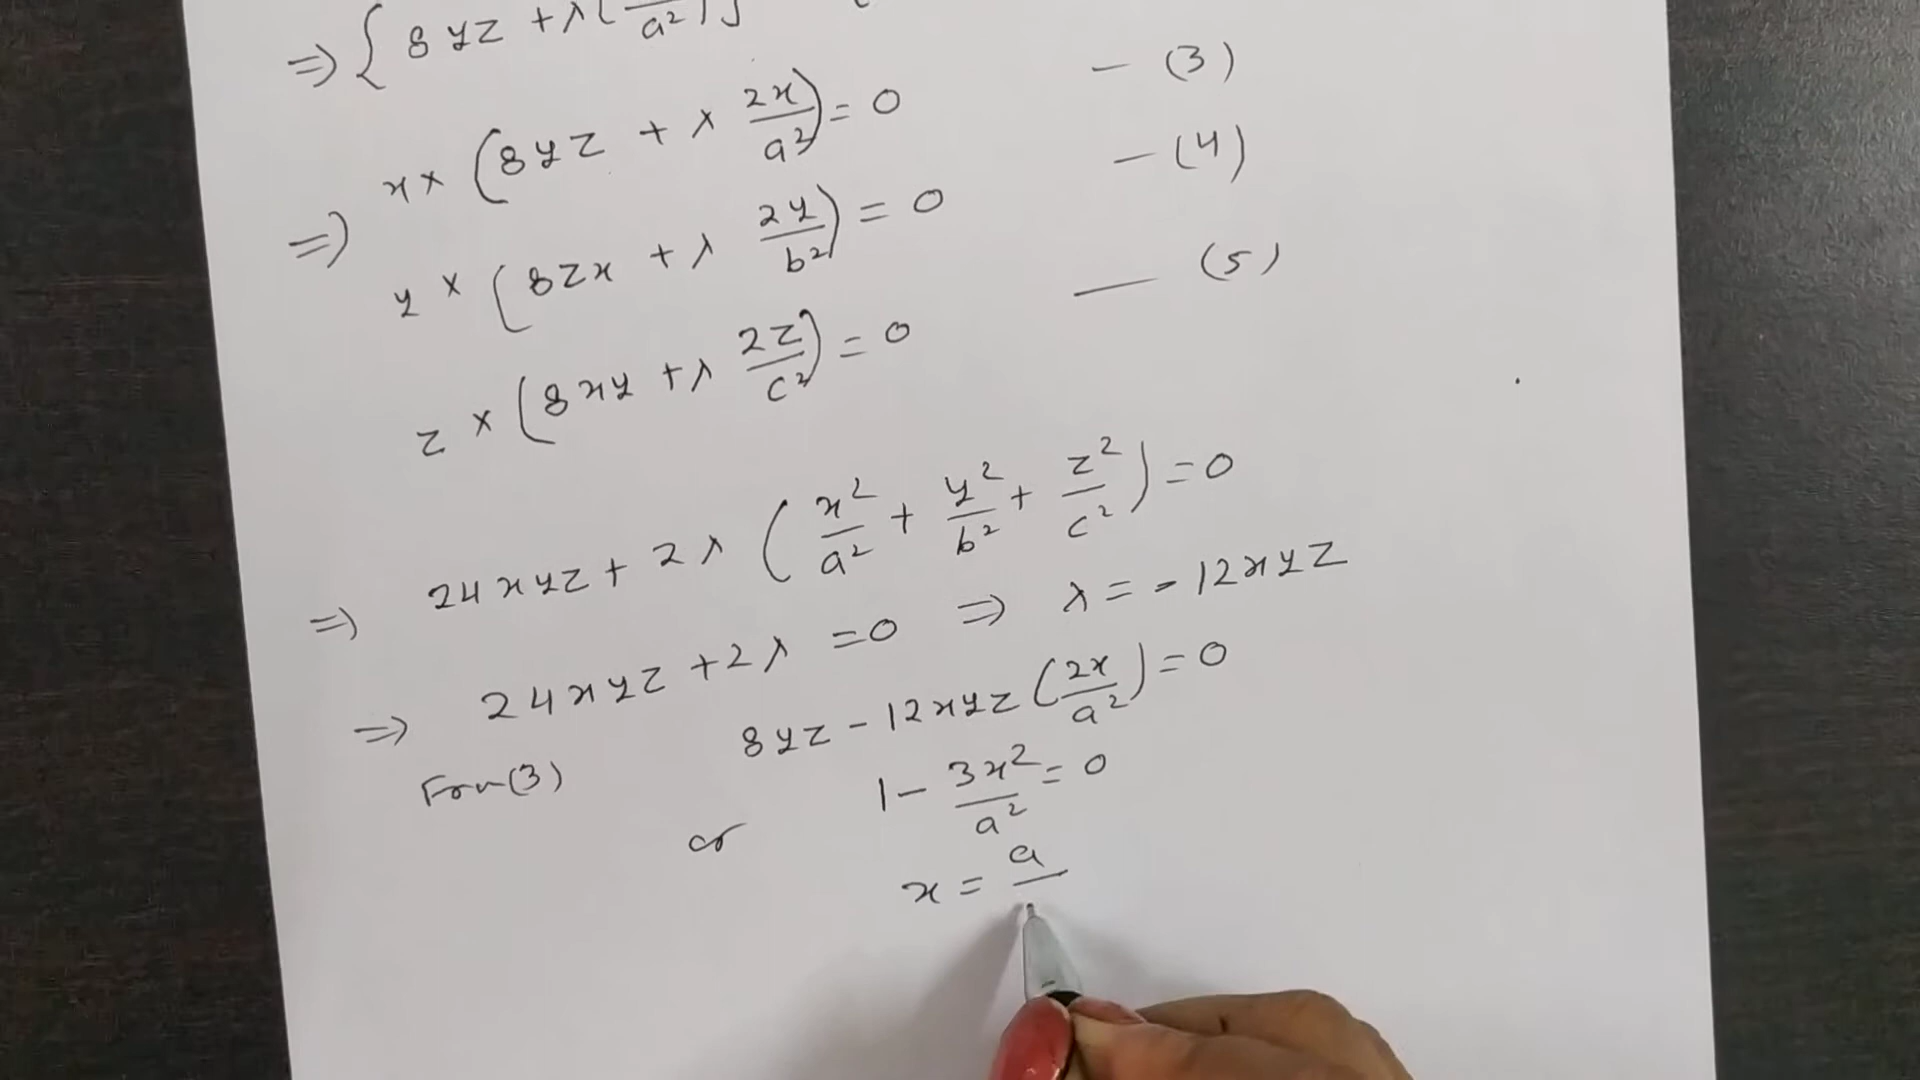 ⇒ { 8yz + λ( /a²)}
x × (8yz + λ 2x/a²) = 0 — (3)
⇒ y × (8zx + λ 2y/b²) = 0 — (4)
z × (8xy + λ 2z/c²) = 0 — (5)
⇒ 24xyz + 2λ (x²/a² + y²/b² + z²/c²) = 0
⇒ 24xyz + 2λ = 0 ⇒ λ = -12xyz
From (3) 8yz - 12xyz (2x/a²) = 0
or 1 - 3x²/a² = 0
x = a/